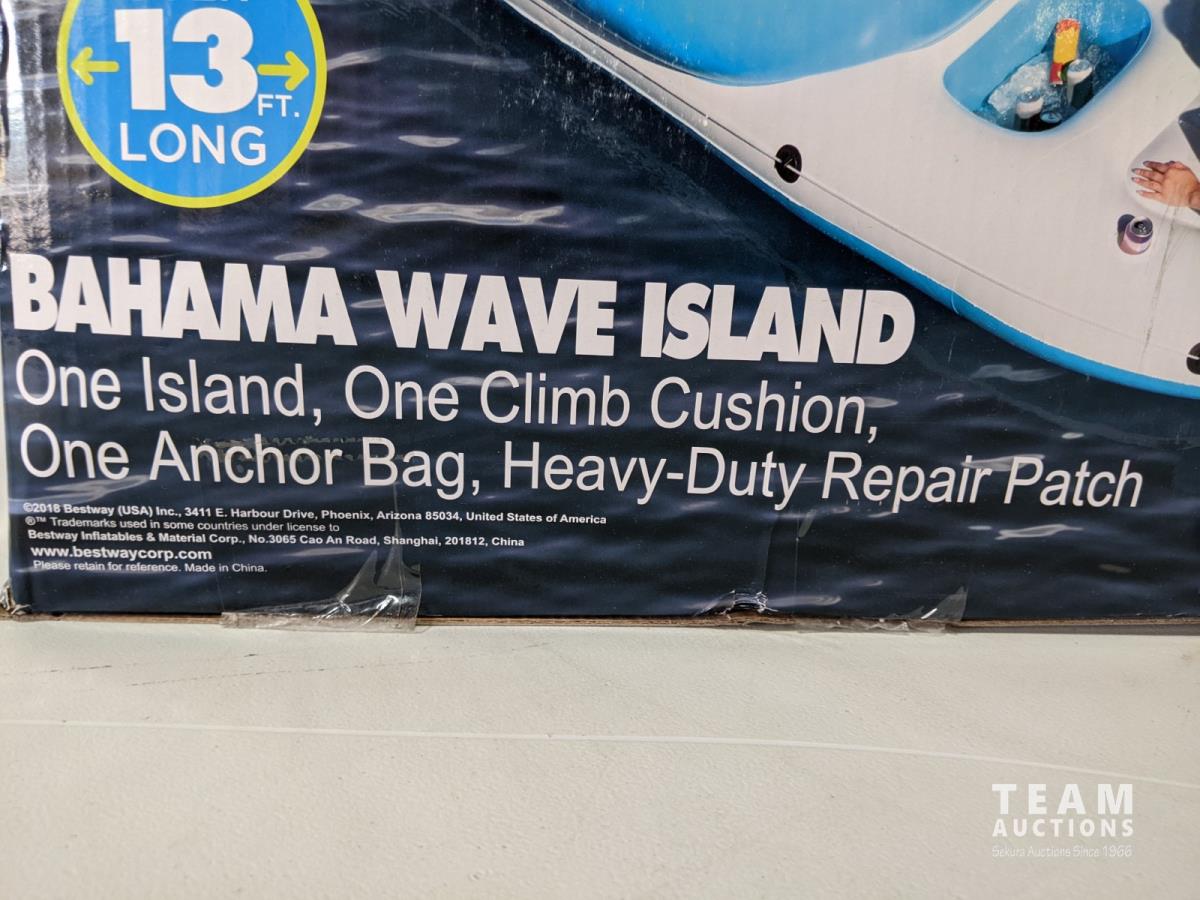 13
FT.
LONG
BAHAMA WAVE ISLAND
One Island, One Climb Cushion,
One Anchor Bag, Heavy-Duty Repair Patch
©2018 Bestway (USA) Inc., 3411 E. Harbour Drive, Phoenix, Arizona 85034, United States of America
®™ Trademarks used in some countries under license to
Bestway Inflatables & Material Corp., No.3065 Cao An Road, Shanghai, 201812, China
www.bestwaycorp.com
Please retain for reference. Made in China.
TEAM
AUCTIONS
Sekura Auctions Since 1966